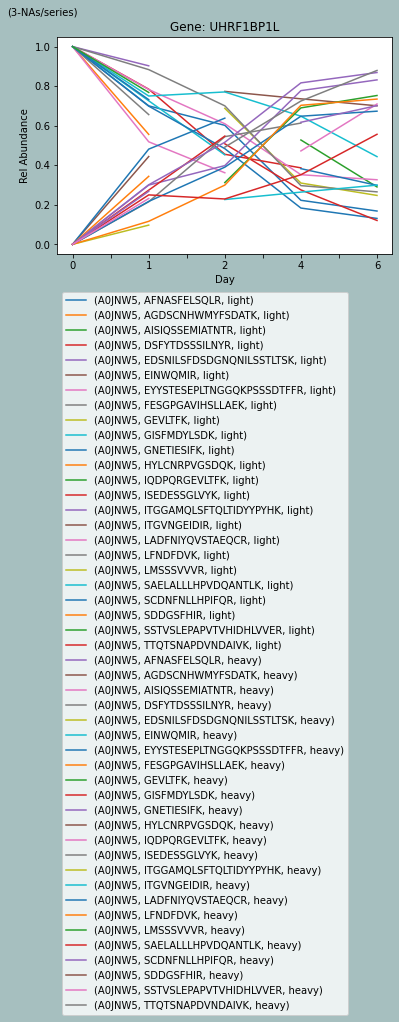 (3-NAs/series)
Gene: UHRF1BP1L
Rel Abundance
1.0
0.8
0.6
0.4
0.2
0.0
0 1 2 4 6
Day
(A0JNW5, AFNASFELSQLR, light)
(A0JNW5, AGDSCNHWMYFSDATK, light)
(A0JNW5, AISIQSSEMIATNTR, light)
(A0JNW5, DSFYTDSSSILNYR, light)
(A0JNW5, EDSNILSFDSDGNQNILSSTLTSK, light)
(A0JNW5, EINWQMIR, light)
(A0JNW5, EYYSTESEPLTNGGQKPSSSDTFFR, light)
(A0JNW5, FESGPGAVIHSLLAEK, light)
(A0JNW5, GEVLTFK, light)
(A0JNW5, GISFMDYLSDK, light)
(A0JNW5, GNETIESIFK, light)
(A0JNW5, HYLCNRPVGSDQK, light)
(A0JNW5, IQDPQRGEVLTFK, light)
(A0JNW5, ISEDESSGLVYK, light)
(A0JNW5, ITGGAMQLSFTQLTIDYYPYHK, light)
(A0JNW5, ITGVNGEIDIR, light)
(A0JNW5, LADFNIYQVSTAEQCR, light)
(A0JNW5, LFNDFDVK, light)
(A0JNW5, LMSSSVVVR, light)
(A0JNW5, SAELALLLHPVDQANTLK, light)
(A0JNW5, SCDNFNLLHPIFQR, light)
(A0JNW5, SDDGSFHIR, light)
(A0JNW5, SSTVSLEPAPVTVHIDHLVVER, light)
(A0JNW5, TTQTSNAPDVNDAIVK, light)
(A0JNW5, AFNASFELSQLR, heavy)
(A0JNW5, AGDSCNHWMYFSDATK, heavy)
(A0JNW5, AISIQSSEMIATNTR, heavy)
(A0JNW5, DSFYTDSSSILNYR, heavy)
(A0JNW5, EDSNILSFDSDGNQNILSSTLTSK, heavy)
(A0JNW5, EINWQMIR, heavy)
(A0JNW5, EYYSTESEPLTNGGQKPSSSDTFFR, heavy)
(A0JNW5, FESGPGAVIHSLLAEK, heavy)
(A0JNW5, GEVLTFK, heavy)
(A0JNW5, GISFMDYLSDK, heavy)
(A0JNW5, GNETIESIFK, heavy)
(A0JNW5, HYLCNRPVGSDQK, heavy)
(A0JNW5, IQDPQRGEVLTFK, heavy)
(A0JNW5, ISEDESSGLVYK, heavy)
(A0JNW5, ITGGAMQLSFTQLTIDYYPYHK, heavy)
(A0JNW5, ITGVNGEIDIR, heavy)
(A0JNW5, LADFNIYQVSTAEQCR, heavy)
(A0JNW5, LFNDFDVK, heavy)
(A0JNW5, LMSSSVVVR, heavy)
(A0JNW5, SAELALLLHPVDQANTLK, heavy)
(A0JNW5, SCDNFNLLHPIFQR, heavy)
(A0JNW5, SDDGSFHIR, heavy)
(A0JNW5, SSTVSLEPAPVTVHIDHLVVER, heavy)
(A0JNW5, TTQTSNAPDVNDAIVK, heavy)